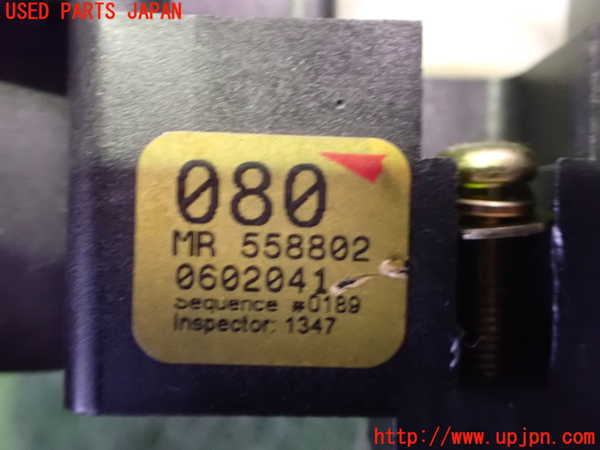 USED PARTS JAPAN
080
MR 558802
0602041
Sequence #0189
Inspector: 1347
http://www.upjpn.com/